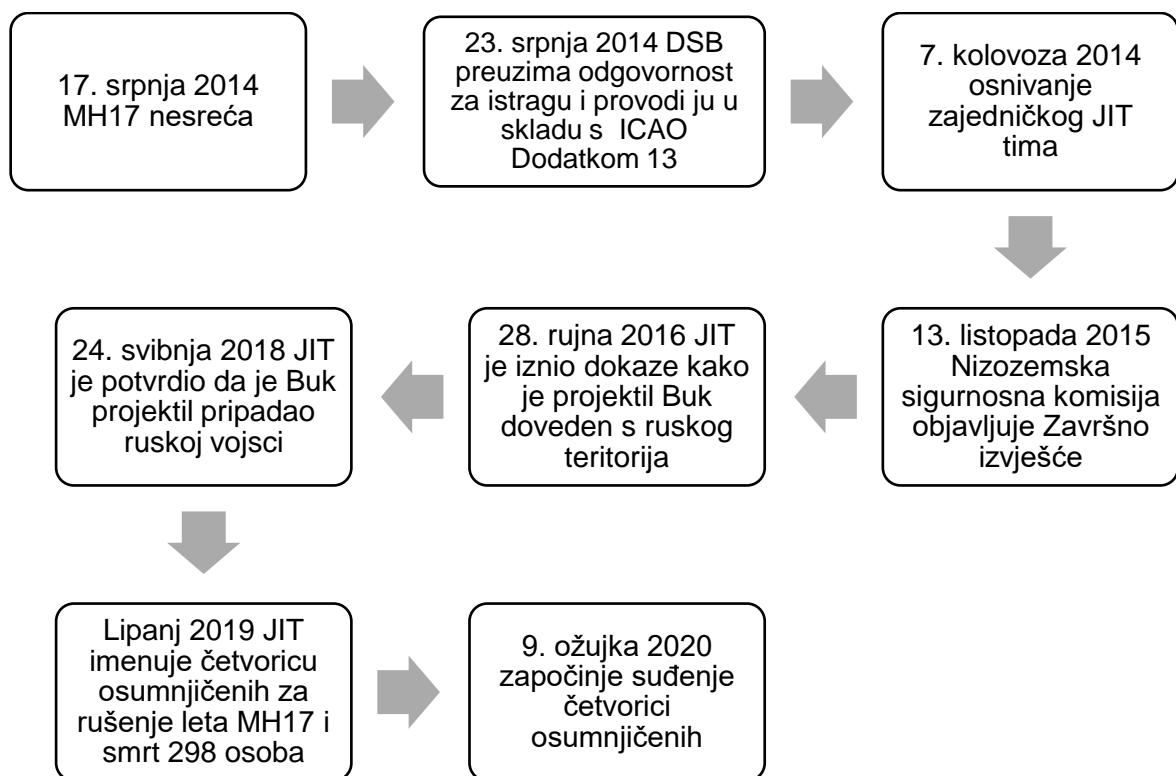 17. srpnja 2014
MH17 nesreća
23. srpnja 2014 DSB
preuzima odgovornost
za istragu i provodi ju u
skladu s ICAO
Dodatkom 13
7. kolovoza 2014
osnivanje
zajedničkog JIT
tima
13. listopada 2015
Nizozemska
sigurnosna komisija
objavljuje Završno
izvješće
28. rujna 2016 JIT
je iznio dokaze kako
je projektil Buk
doveden s ruskog
teritorija
24. svibnja 2018 JIT
je potvrdio da je Buk
projektil pripadao
ruskoj vojsci
Lipanj 2019 JIT
imenuje četvoricu
osumnjičenih za
rušenje leta MH17 i
smrt 298 osoba
9. ožujka 2020
započinje suđenje
četvorici
osumnjičenih